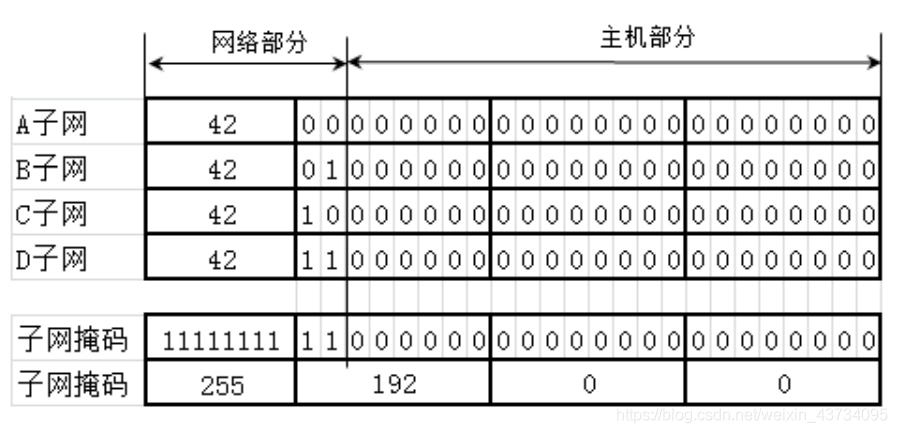 网络部分 主机部分
A子网 42 0 0 0 0 0 0 0 0 0 0 0 0 0 0 0 0 0 0 0 0 0 0 0 0
B子网 42 0 1 0 0 0 0 0 0 0 0 0 0 0 0 0 0 0 0 0 0 0 0 0 0
C子网 42 1 0 0 0 0 0 0 0 0 0 0 0 0 0 0 0 0 0 0 0 0 0 0 0
D子网 42 1 1 0 0 0 0 0 0 0 0 0 0 0 0 0 0 0 0 0 0 0 0 0 0
子网掩码 11111111 1 1 0 0 0 0 0 0 0 0 0 0 0 0 0 0 0 0 0 0 0 0 0 0
子网掩码 255 192 0 0
https://blog.csdn.net/weixin_43734095